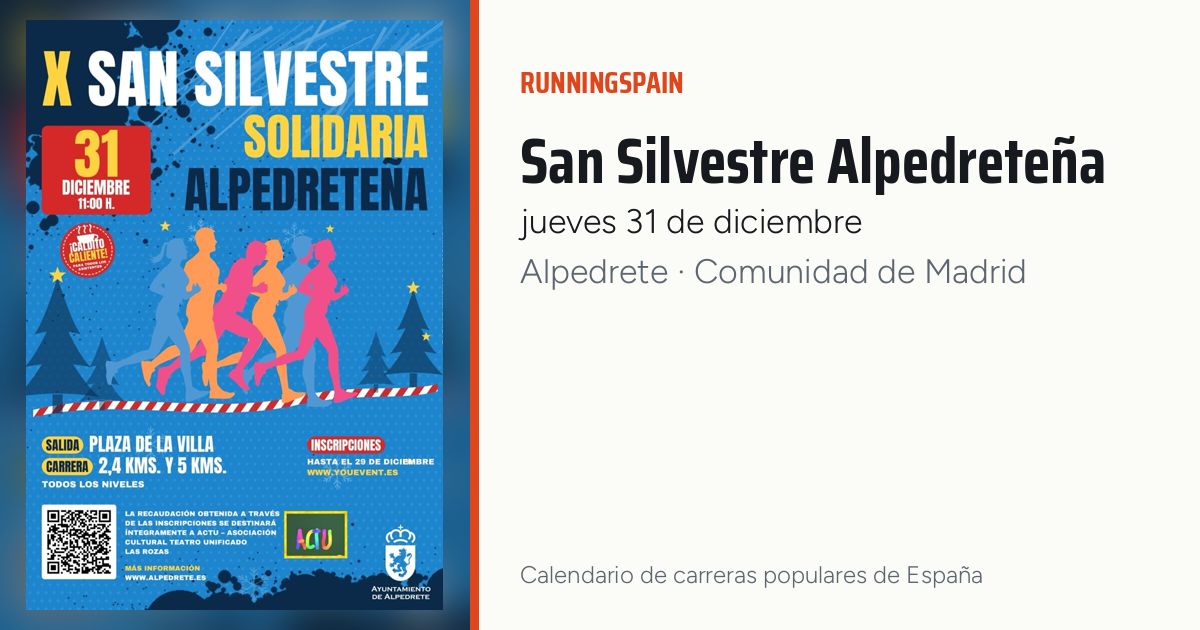 X SAN SILVESTRE
SOLIDARIA
ALPEDRETEÑA
31
DICIEMBRE
11:00 H.
¡CALDITO
CALIENTE!
PARA TODOS LOS
ASISTENTES
SALIDA PLAZA DE LA VILLA
CARRERA 2,4 KMS. Y 5 KMS.
TODOS LOS NIVELES
INSCRIPCIONES
HASTA EL 29 DE DICIEMBRE
WWW.YOUEVENT.ES
LA RECAUDACIÓN OBTENIDA A TRAVÉS
DE LAS INSCRIPCIONES SE DESTINARÁ
ÍNTEGRAMENTE A ACTU - ASOCIACIÓN
CULTURAL TEATRO UNIFICADO
LAS ROZAS
MÁS INFORMACIÓN
WWW.ALPEDRETE.ES
ACTU
AYUNTAMIENTO
DE ALPEDRETE
RUNNINGSPAIN
San Silvestre Alpedreteña
jueves 31 de diciembre
Alpedrete · Comunidad de Madrid
Calendario de carreras populares de España